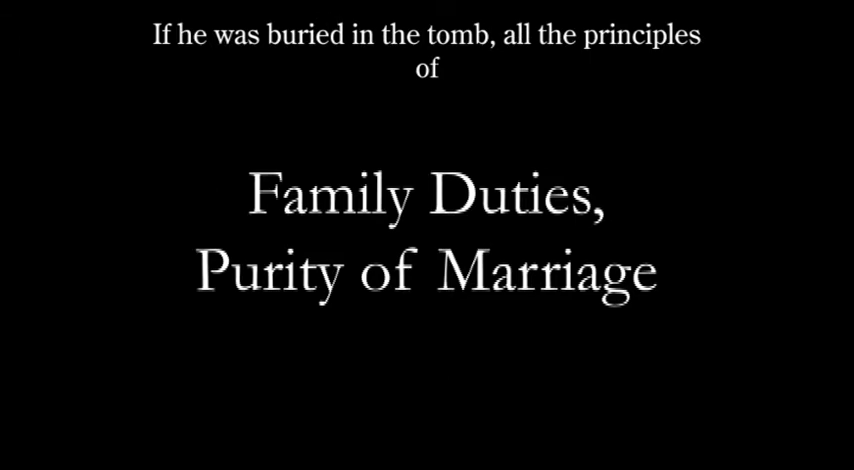 If he was buried in the tomb, all the principles
of
Family Duties,
Purity of Marriage